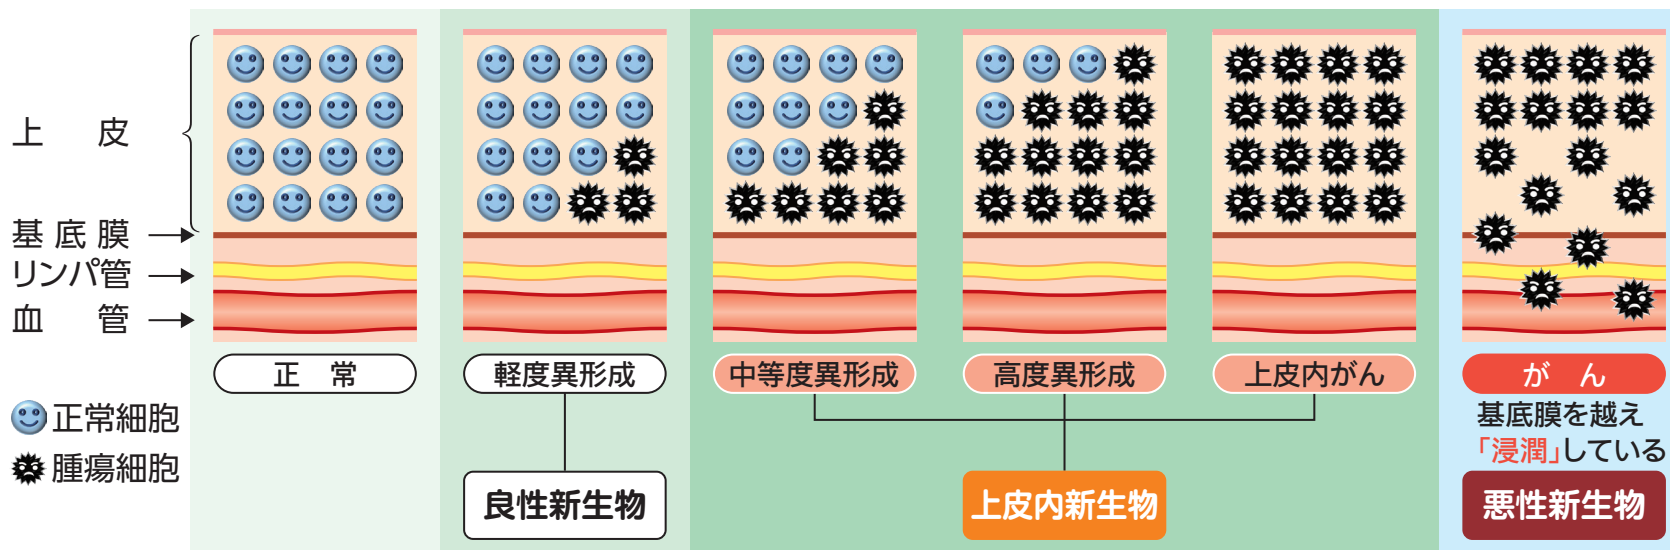 上　皮
基底膜
リンパ管
血　管
正　常
軽度異形成
中等度異形成
高度異形成
上皮内がん
が　ん
正常細胞
腫瘍細胞
基底膜を越え
「浸潤」している
良性新生物
上皮内新生物
悪性新生物